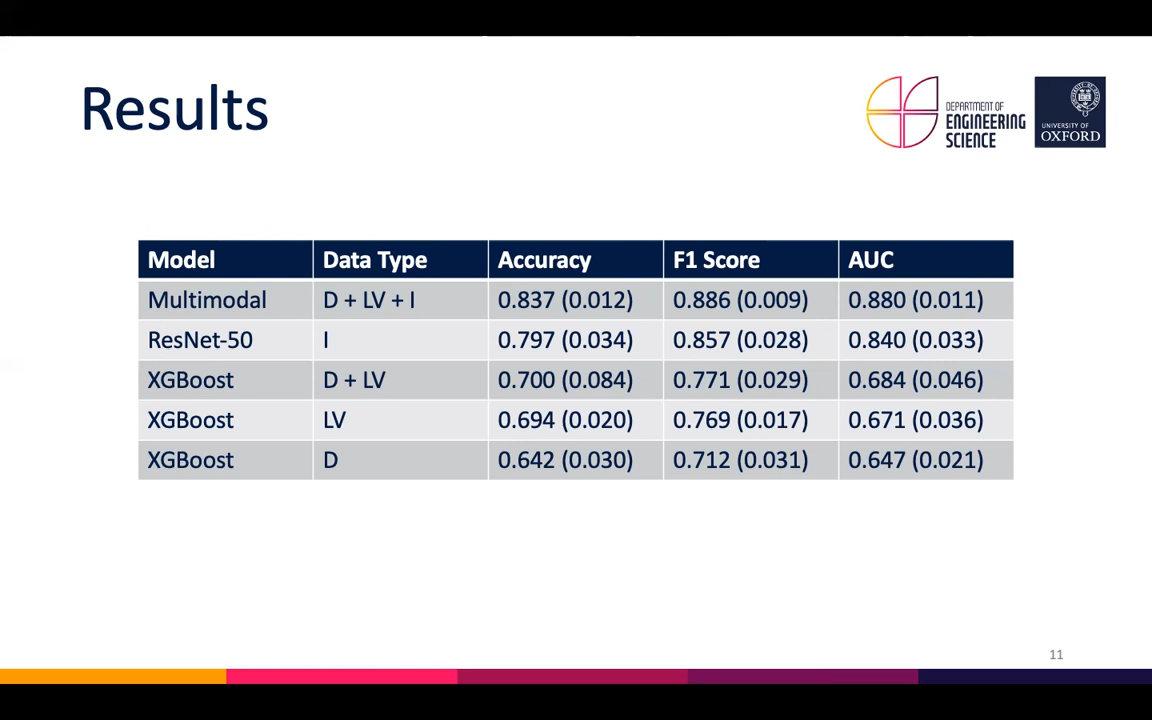 Results
DEPARTMENT OF
ENGINEERING
SCIENCE
UNIVERSITY OF
OXFORD
Model Data Type Accuracy F1 Score AUC
Multimodal D + LV + I 0.837 (0.012) 0.886 (0.009) 0.880 (0.011)
ResNet-50 I 0.797 (0.034) 0.857 (0.028) 0.840 (0.033)
XGBoost D + LV 0.700 (0.084) 0.771 (0.029) 0.684 (0.046)
XGBoost LV 0.694 (0.020) 0.769 (0.017) 0.671 (0.036)
XGBoost D 0.642 (0.030) 0.712 (0.031) 0.647 (0.021)
11